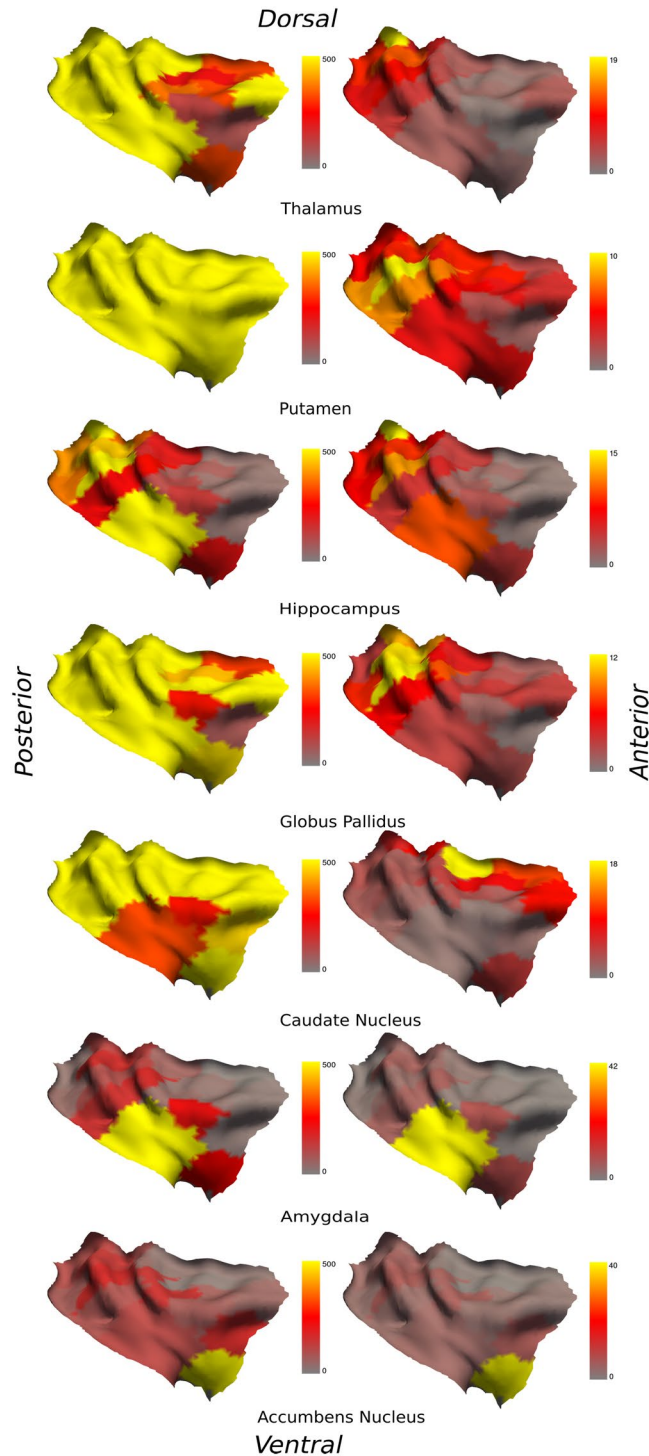 Dorsal
500
0
19
0
Thalamus
500
0
10
0
Putamen
500
0
15
0
Hippocampus
500
0
12
0
Posterior
Anterior
Globus Pallidus
500
0
18
0
Caudate Nucleus
500
0
42
0
Amygdala
500
0
40
0
Accumbens Nucleus
Ventral